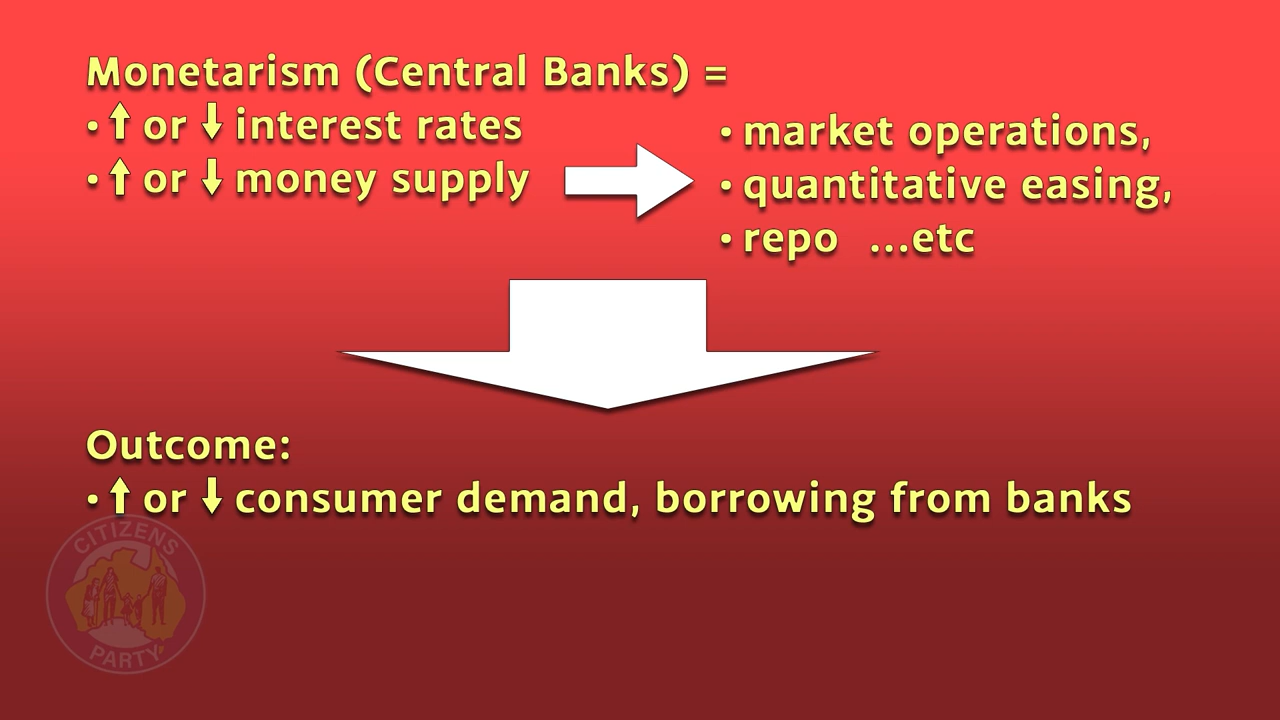 Monetarism (Central Banks) =
• ↑ or ↓ interest rates
• ↑ or ↓ money supply
• market operations,
• quantitative easing,
• repo ...etc
Outcome:
• ↑ or ↓ consumer demand, borrowing from banks
CITIZENS
PARTY